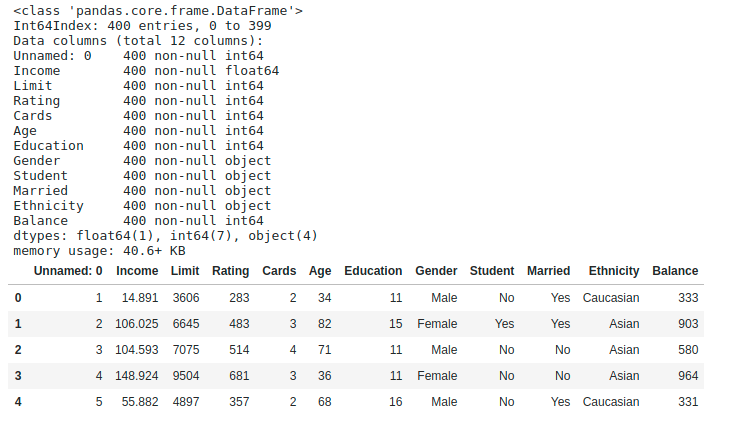 <class 'pandas.core.frame.DataFrame'>
Int64Index: 400 entries, 0 to 399
Data columns (total 12 columns):
Unnamed: 0    400 non-null int64
Income        400 non-null float64
Limit         400 non-null int64
Rating        400 non-null int64
Cards         400 non-null int64
Age           400 non-null int64
Education     400 non-null int64
Gender        400 non-null object
Student       400 non-null object
Married       400 non-null object
Ethnicity     400 non-null object
Balance       400 non-null int64
dtypes: float64(1), int64(7), object(4)
memory usage: 40.6+ KB
Unnamed: 0 Income Limit Rating Cards Age Education Gender Student Married Ethnicity Balance
0 1 14.891 3606 283 2 34 11 Male No Yes Caucasian 333
1 2 106.025 6645 483 3 82 15 Female Yes Yes Asian 903
2 3 104.593 7075 514 4 71 11 Male No No Asian 580
3 4 148.924 9504 681 3 36 11 Female No No Asian 964
4 5 55.882 4897 357 2 68 16 Male No Yes Caucasian 331